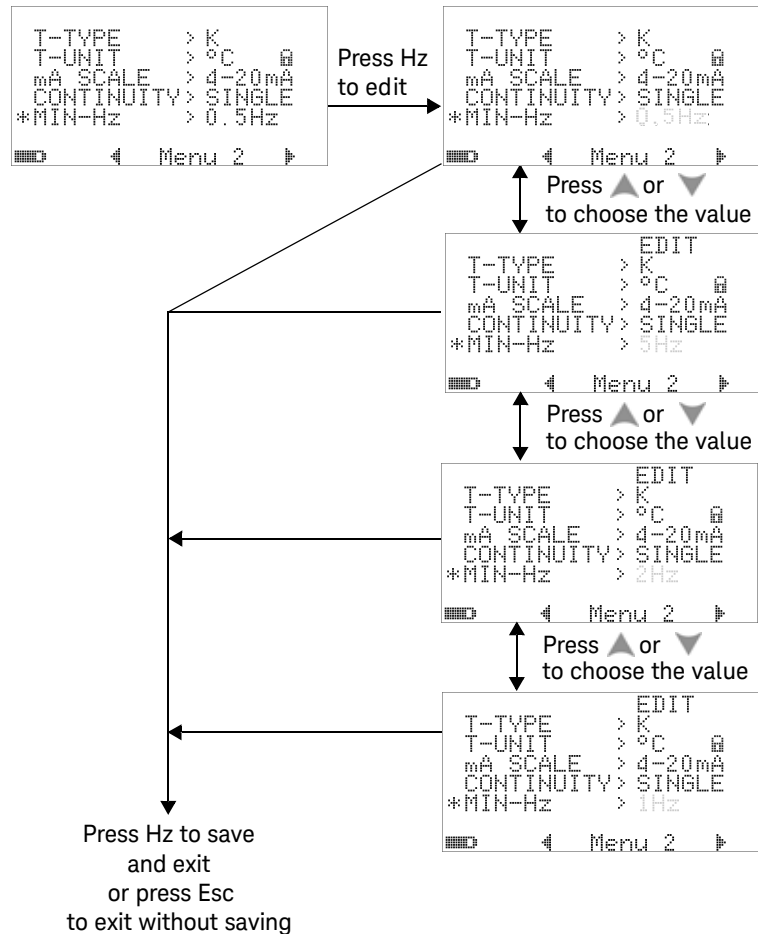 T-TYPE > K
T-UNIT > °C
mA SCALE > 4-20mA
CONTINUITY> SINGLE
*MIN-Hz > 0.5Hz
Menu 2
Press Hz
to edit
T-TYPE > K
T-UNIT > °C
mA SCALE > 4-20mA
CONTINUITY> SINGLE
*MIN-Hz > 0.5Hz
Menu 2
Press ▲ or ▼
to choose the value
EDIT
T-TYPE > K
T-UNIT > °C
mA SCALE > 4-20mA
CONTINUITY> SINGLE
*MIN-Hz > 5Hz
Menu 2
Press ▲ or ▼
to choose the value
EDIT
T-TYPE > K
T-UNIT > °C
mA SCALE > 4-20mA
CONTINUITY> SINGLE
*MIN-Hz > 2Hz
Menu 2
Press ▲ or ▼
to choose the value
EDIT
T-TYPE > K
T-UNIT > °C
mA SCALE > 4-20mA
CONTINUITY> SINGLE
*MIN-Hz > 1Hz
Menu 2
Press Hz to save
and exit
or press Esc
to exit without saving